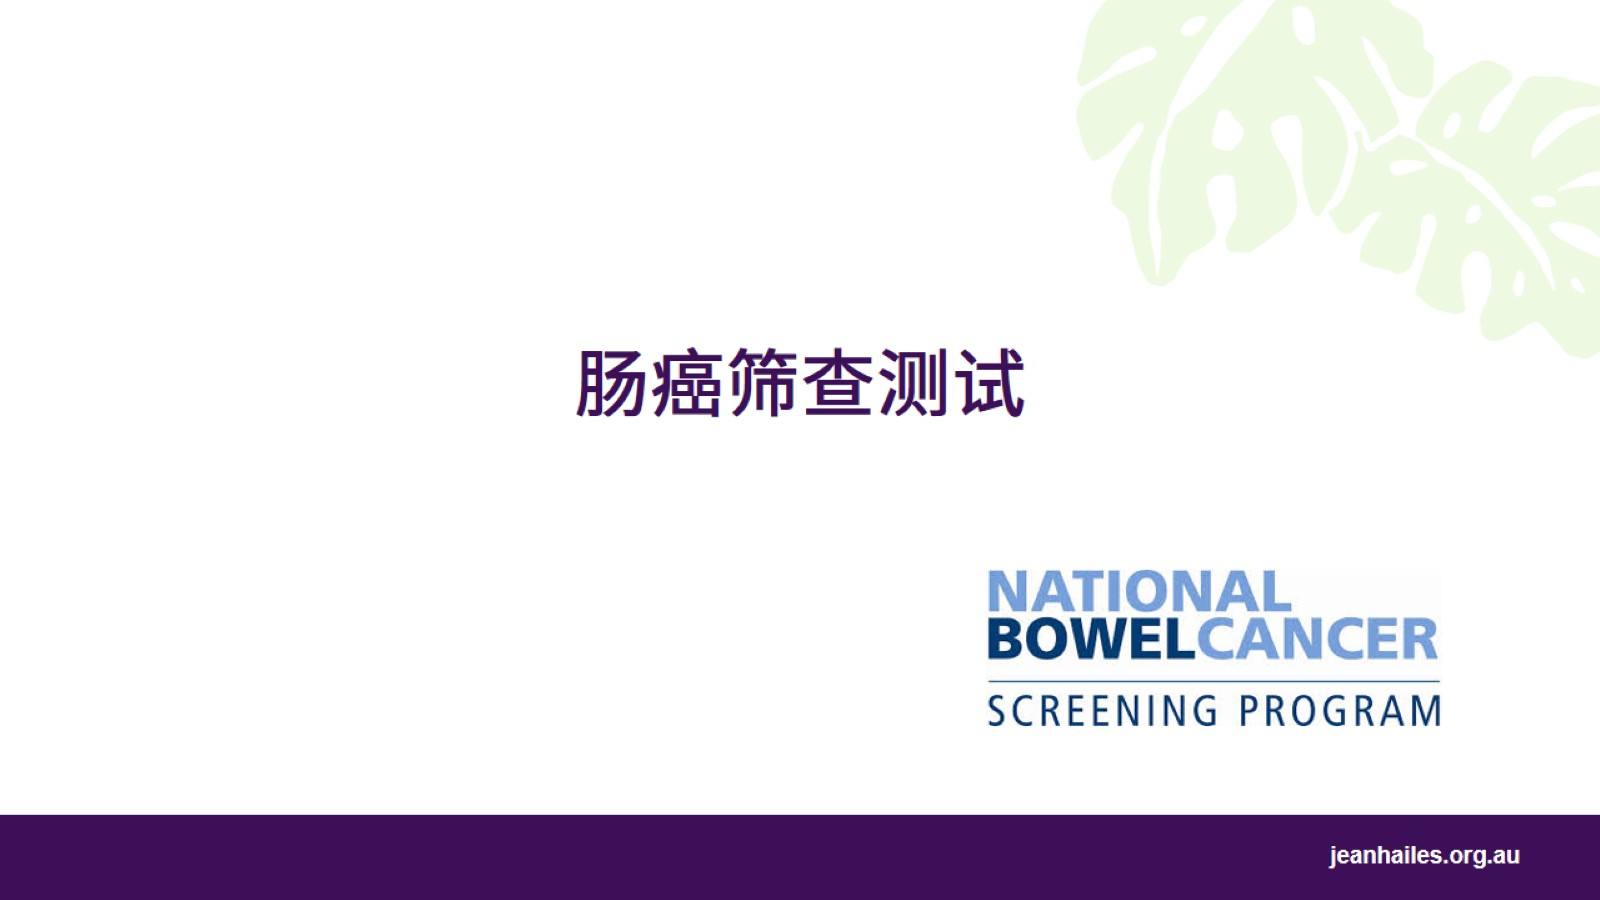 肠癌筛查测试
NATIONAL
BOWELCANCER
SCREENING PROGRAM
jeanhailes.org.au